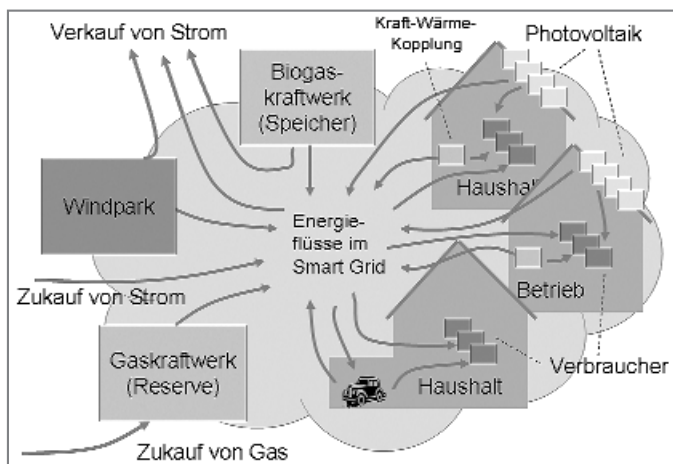 Verkauf von Strom
Kraft-Wärme-
Kopplung
Photovoltaik
Biogas-
kraftwerk
(Speicher)
Haushalt
Windpark
Energie-
flüsse im
Smart Grid
Zukauf von Strom
Betrieb
Gaskraftwerk
(Reserve)
Haushalt
Verbraucher
Zukauf von Gas